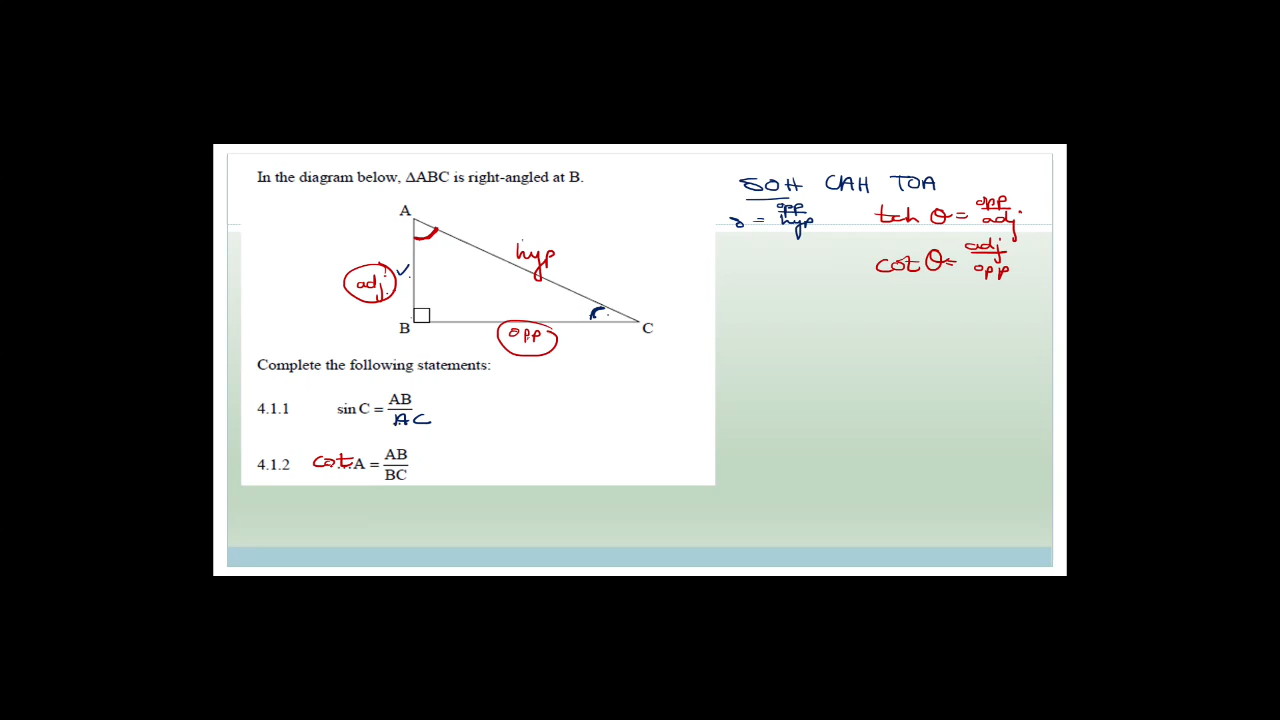 In the diagram below, ΔABC is right-angled at B.
SOH CAH TOA
s = opp/hyp
tan θ = opp/adj
cot θ = adj/opp
A
hyp
adj
B
opp
C
Complete the following statements:
4.1.1 sin C = AB/AC
4.1.2 cot...A = AB/BC